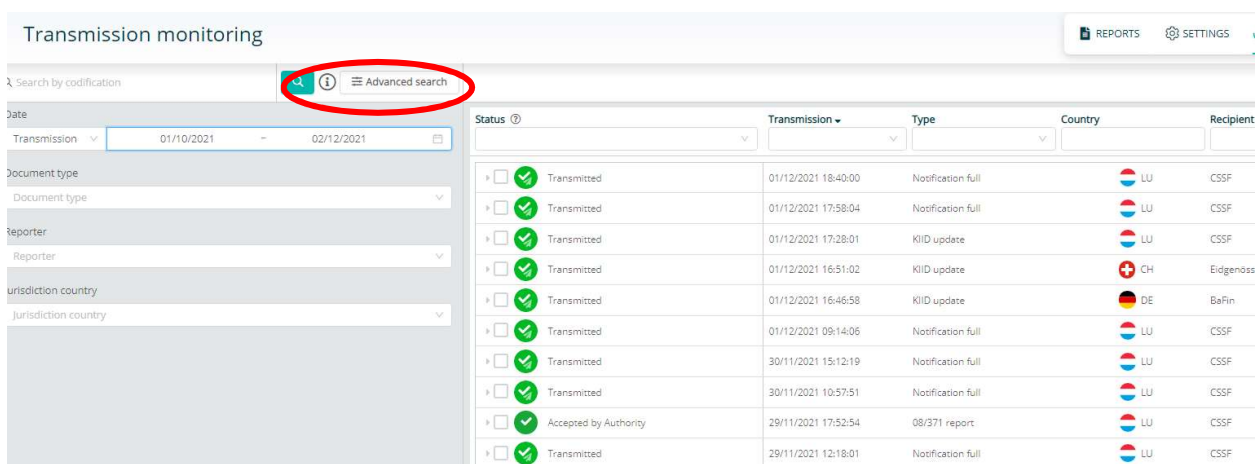 Transmission monitoring
REPORTS SETTINGS
Search by codification
Advanced search
Date
Transmission 01/10/2021 – 02/12/2021
Document type
Document type
Reporter
Reporter
urisdiction country
Jurisdiction country
Status Transmission Type Country Recipient
Transmitted 01/12/2021 18:40:00 Notification full LU CSSF
Transmitted 01/12/2021 17:58:04 Notification full LU CSSF
Transmitted 01/12/2021 17:28:01 KIID update LU CSSF
Transmitted 01/12/2021 16:51:02 KIID update CH Eidgenöss
Transmitted 01/12/2021 16:46:58 KIID update DE BaFin
Transmitted 01/12/2021 09:14:06 Notification full LU CSSF
Transmitted 30/11/2021 15:12:19 Notification full LU CSSF
Transmitted 30/11/2021 10:57:51 Notification full LU CSSF
Accepted by Authority 29/11/2021 17:52:54 08/371 report LU CSSF
Transmitted 29/11/2021 12:18:01 Notification full LU CSSF